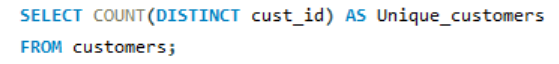 SELECT COUNT(DISTINCT cust_id) AS Unique_customers
FROM customers;